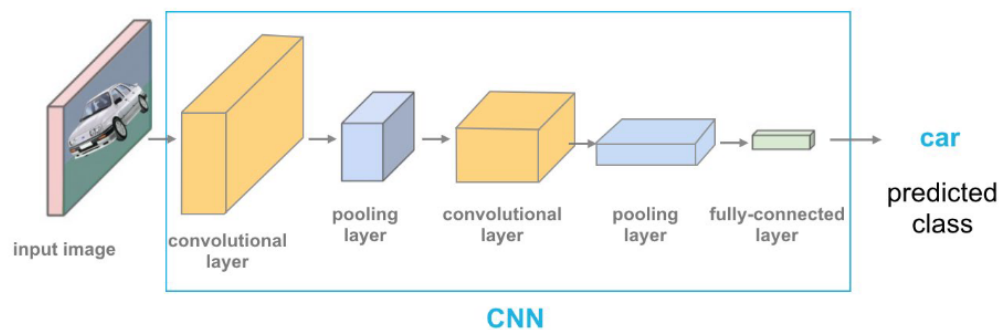 input image
convolutional
layer
pooling
layer
convolutional
layer
pooling
layer
fully-connected
layer
car
predicted
class
CNN